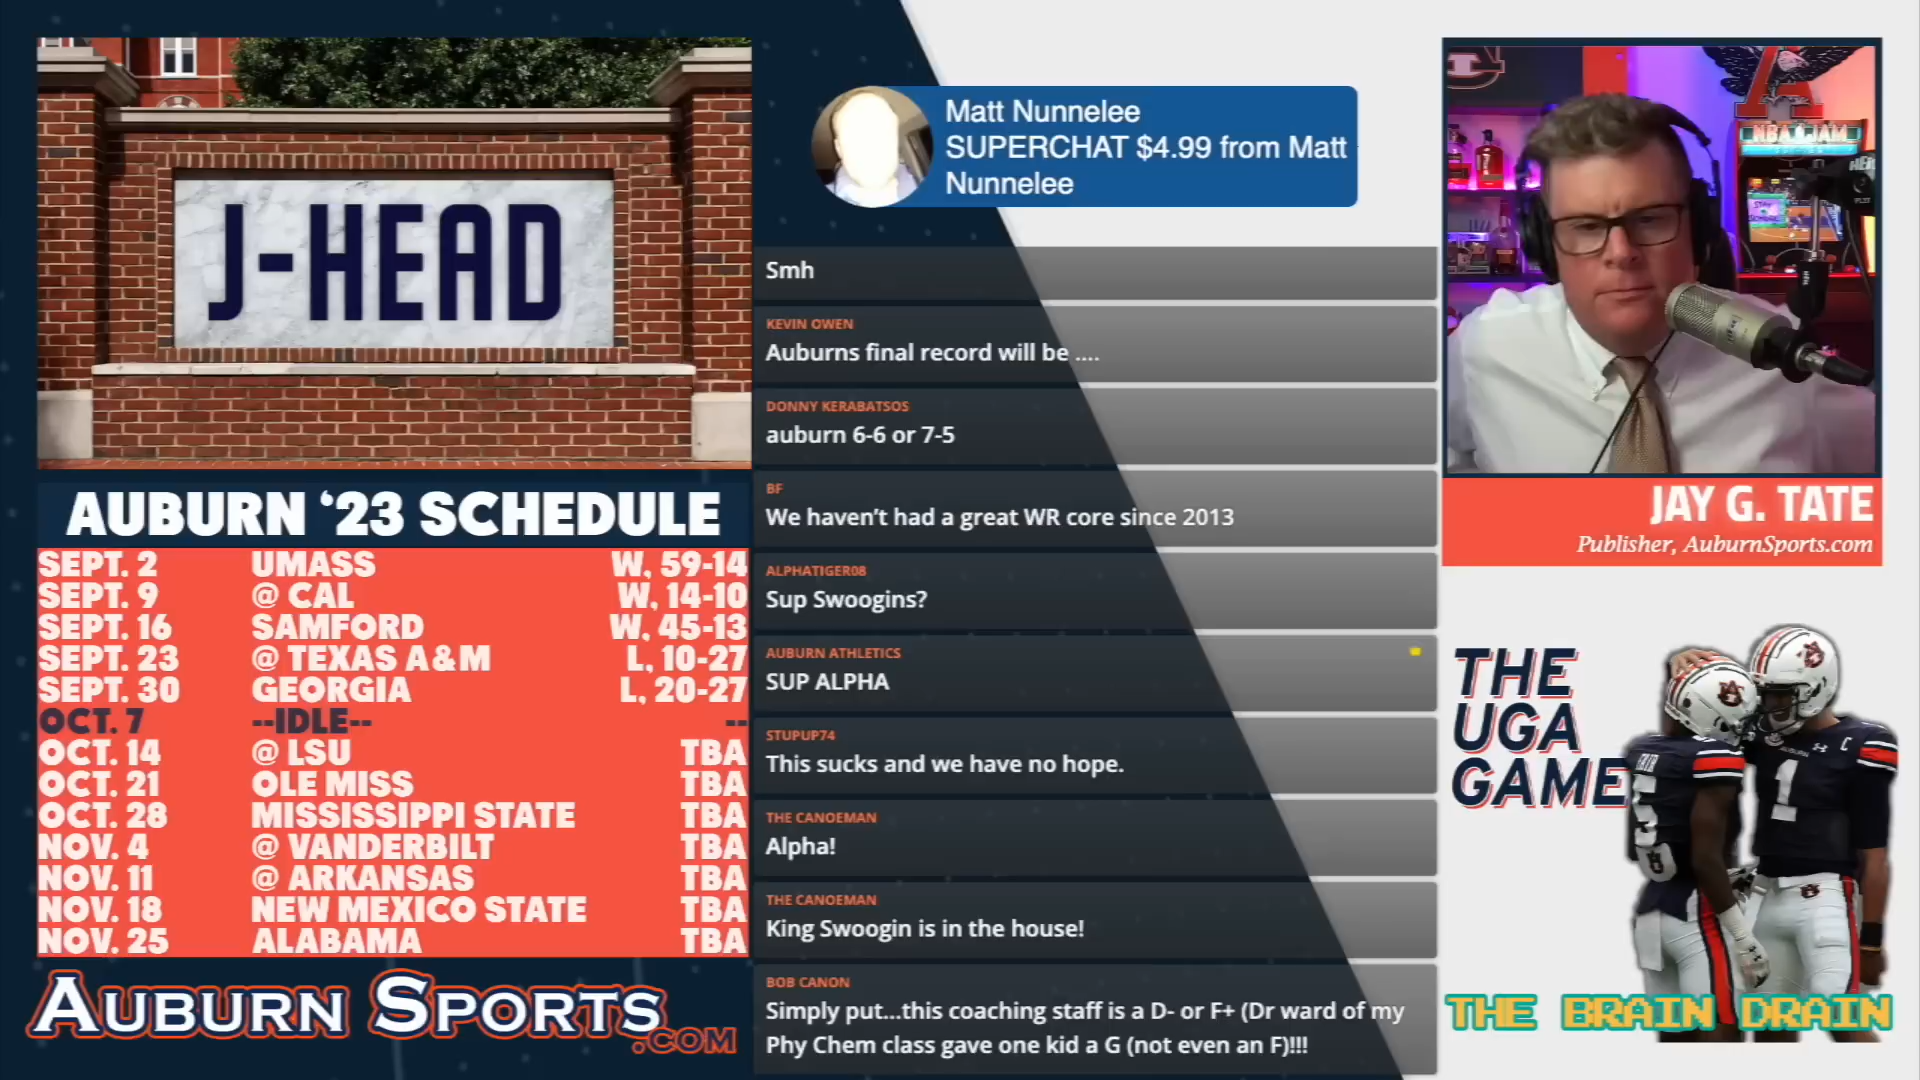 J-HEAD
AUBURN ‘23 SCHEDULE
SEPT. 2 UMASS W, 59-14
SEPT. 9 @ CAL W, 14-10
SEPT. 16 SAMFORD W, 45-13
SEPT. 23 @ TEXAS A&M L, 10-27
SEPT. 30 GEORGIA L, 20-27
OCT. 7 --IDLE-- --
OCT. 14 @ LSU TBA
OCT. 21 OLE MISS TBA
OCT. 28 MISSISSIPPI STATE TBA
NOV. 4 @ VANDERBILT TBA
NOV. 11 @ ARKANSAS TBA
NOV. 18 NEW MEXICO STATE TBA
NOV. 25 ALABAMA TBA
AUBURN SPORTS
.COM
Matt Nunnelee
SUPERCHAT $4.99 from Matt
Nunnelee
Smh
KEVIN OWEN
Auburns final record will be ....
DONNY KERABATSOS
auburn 6-6 or 7-5
BF
We haven’t had a great WR core since 2013
ALPHATIGER08
Sup Swoogins?
AUBURN ATHLETICS
SUP ALPHA
STUPUP74
This sucks and we have no hope.
THE CANOEMAN
Alpha!
THE CANOEMAN
King Swoogin is in the house!
BOB CANON
Simply put...this coaching staff is a D- or F+ (Dr ward of my
Phy Chem class gave one kid a G (not even an F)!!!
NBA JAM
JAY G. TATE
Publisher, AuburnSports.com
THE
UGA
GAME
C
1
5
THE BRAIN DRAIN